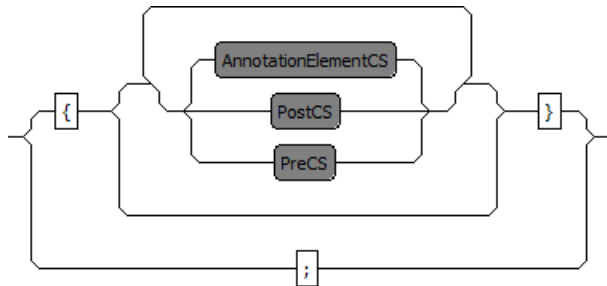 AnnotationElementCS
{ PostCS }
PreCS
;